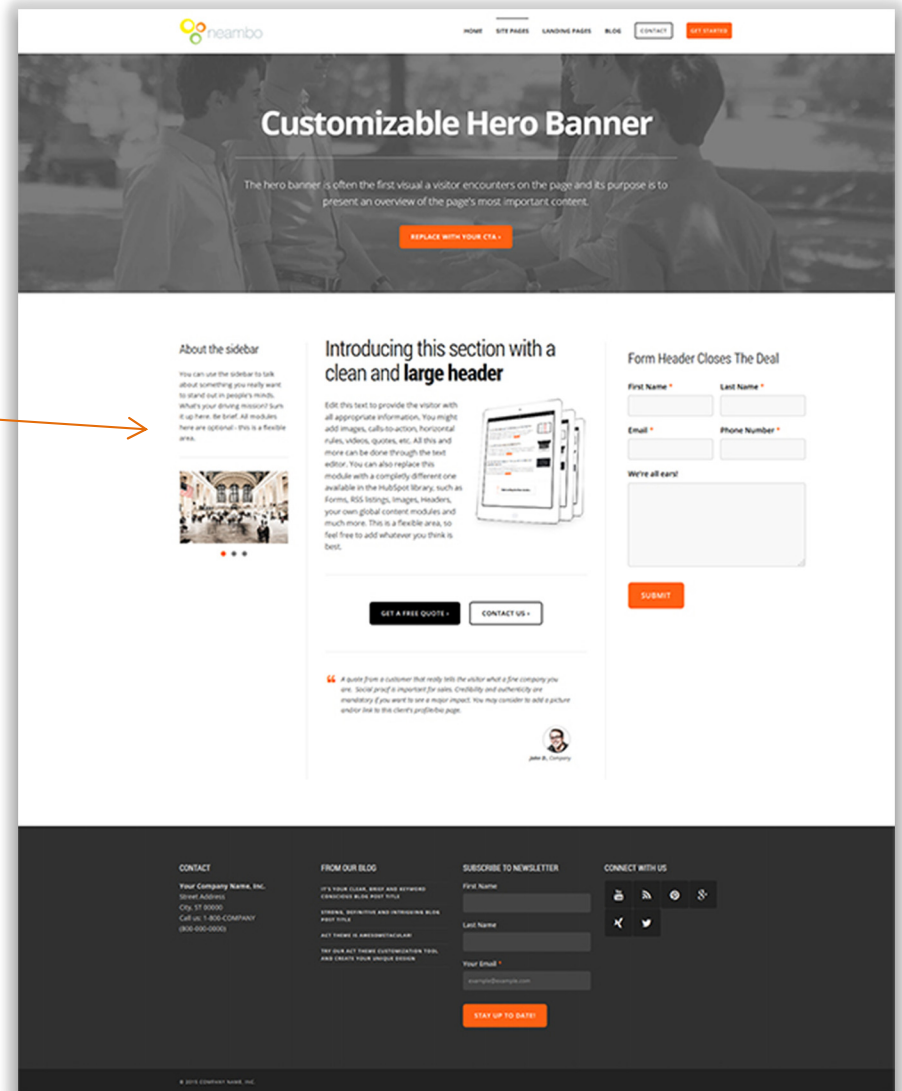 neambo
HOME SITE PAGES LANDING PAGES BLOG CONTACT GET STARTED
Customizable Hero Banner
The hero banner is often the first visual a visitor encounters on the page and its purpose is to
present an overview of the page's most important content.
REPLACE WITH YOUR CTA ›
About the sidebar
You can use the sidebar to talk
about something you really want
to stand out in people's minds.
What's your driving mission? Sum
it up here. Be brief. All modules
here are optional - this is a flexible
area.
Introducing this section with a
clean and large header
Edit this text to provide the visitor with
all appropriate information. You might
add images, calls-to-action, horizontal
rules, videos, quotes, etc. All this and
more can be done through the text
editor. You can also replace this
module with a completly different one
available in the HubSpot library, such as
Forms, RSS listings, Images, Headers,
your own global content modules and
much more. This is a flexible area, so
feel free to add whatever you think is
best.
GET A FREE QUOTE › CONTACT US ›
A quote from a customer that really tells the visitor what a fine company you
are. Social proof is important for sales. Credibility and authenticity are
mandatory if you want to see a major impact. You may consider to add a picture
and/or link to this client's profile/bio page.
John D., Company
Form Header Closes The Deal
First Name * Last Name *
Email * Phone Number *
We're all ears!
SUBMIT
CONTACT
Your Company Name, Inc.
Street Address
City, ST 80000
Call us: 1-800-COMPANY
(800-000-0000)
FROM OUR BLOG
IT'S YOUR CLEAR, BRIEF AND KEYWORD
CONSCIOUS BLOG POST TITLE
STRONG, DEFINITIVE AND INTRIGUING BLOG
POST TITLE
ACT THEME IS AWESOMETACULAR!
TRY OUR ACT THEME CUSTOMIZATION TOOL
AND CREATE YOUR UNIQUE DESIGN
SUBSCRIBE TO NEWSLETTER
First Name
Last Name
Your Email *
example@example.com
STAY UP TO DATE!
CONNECT WITH US
© 2015 COMPANY NAME, INC.